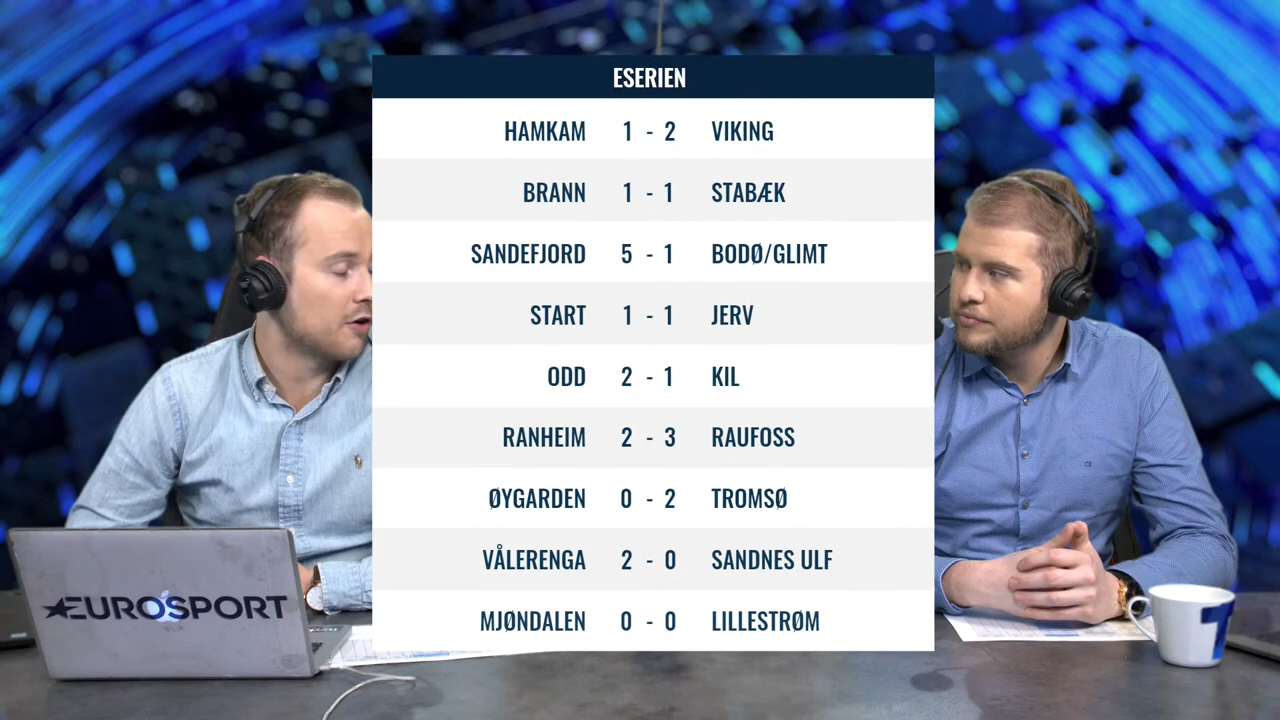 ESERIEN
HAMKAM 1 - 2 VIKING
BRANN 1 - 1 STABÆK
SANDEFJORD 5 - 1 BODØ/GLIMT
START 1 - 1 JERV
ODD 2 - 1 KIL
RANHEIM 2 - 3 RAUFOSS
ØYGARDEN 0 - 2 TROMSØ
VÅLERENGA 2 - 0 SANDNES ULF
MJØNDALEN 0 - 0 LILLESTRØM
EUROSPORT